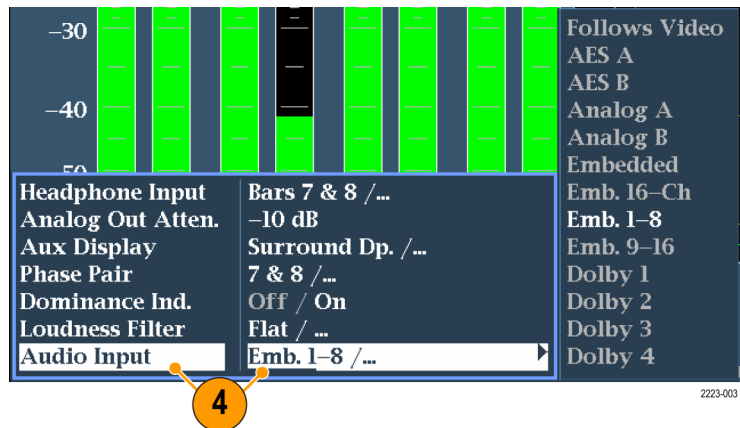 −30
−40
50
Headphone Input Bars 7 & 8 /...
Analog Out Atten. −10 dB
Aux Display Surround Dp. /...
Phase Pair 7 & 8 /...
Dominance Ind. Off / On
Loudness Filter Flat / ...
Audio Input Emb. 1−8 /...
Follows Video
AES A
AES B
Analog A
Analog B
Embedded
Emb. 16−Ch
Emb. 1−8
Emb. 9−16
Dolby 1
Dolby 2
Dolby 3
Dolby 4
4
2223-003